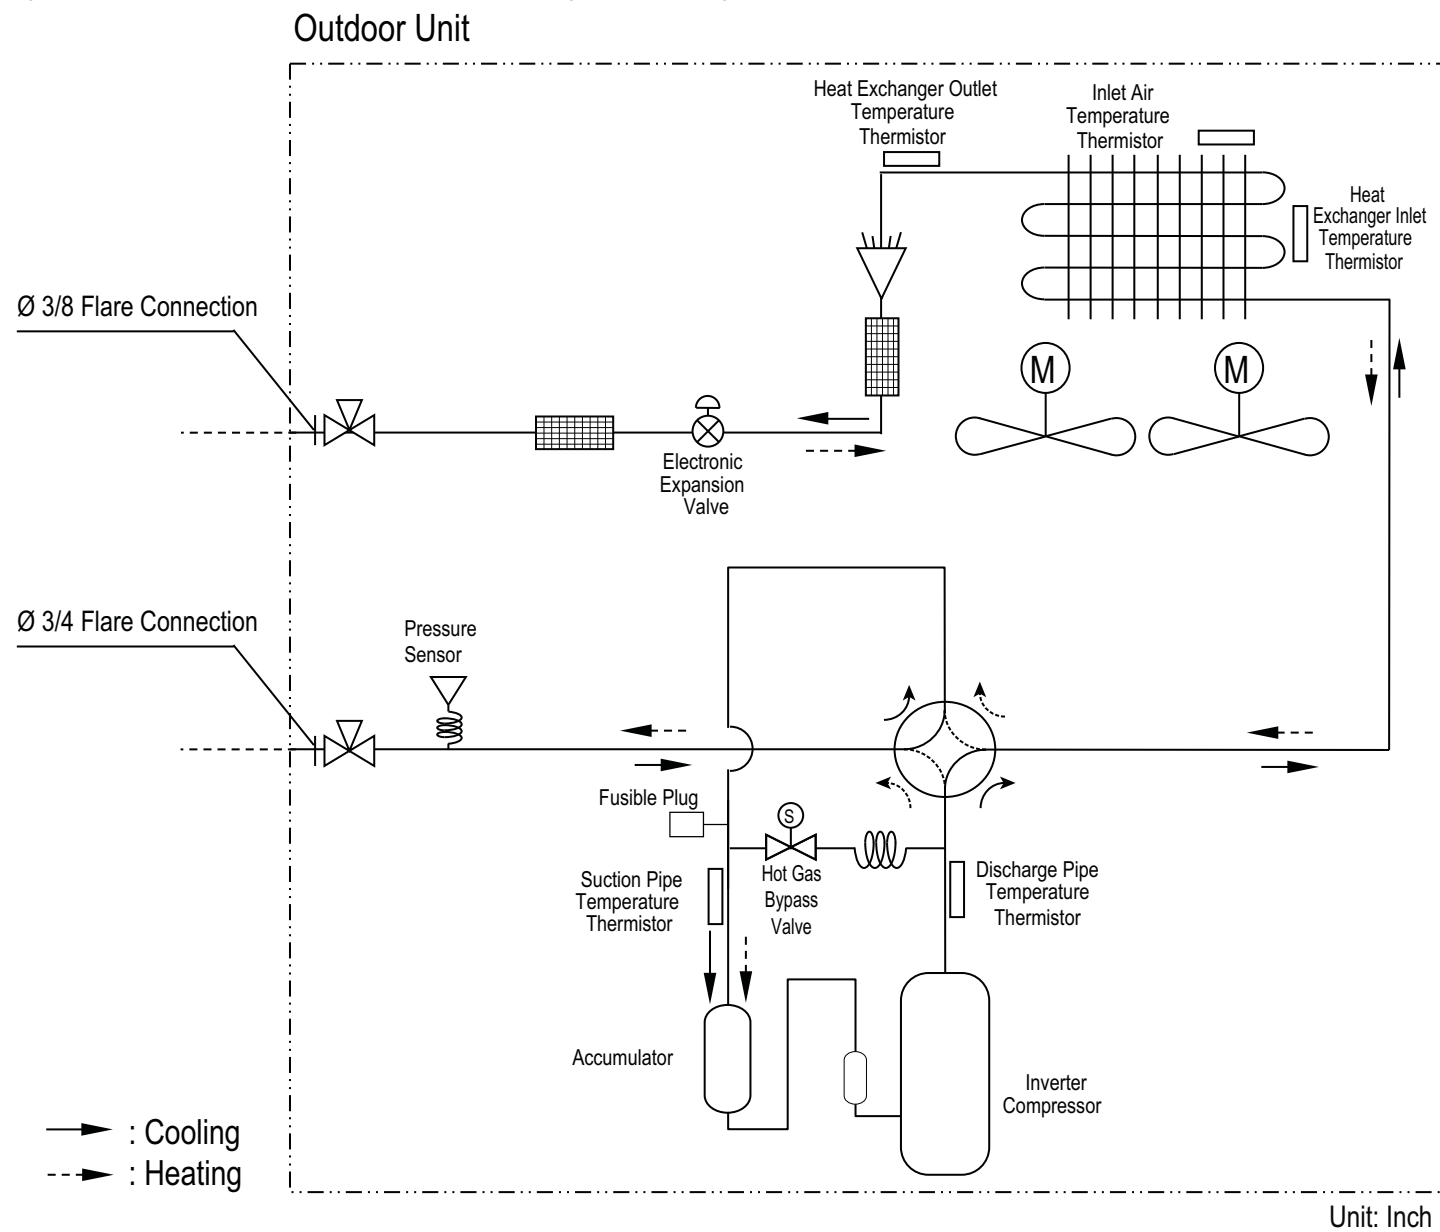 Outdoor Unit
Heat Exchanger Outlet
Temperature
Thermistor
Inlet Air
Temperature
Thermistor
Heat
Exchanger Inlet
Temperature
Thermistor
Ø 3/8 Flare Connection
M
M
Electronic
Expansion
Valve
Ø 3/4 Flare Connection
Pressure
Sensor
Fusible Plug
S
Hot Gas
Bypass
Valve
Suction Pipe
Temperature
Thermistor
Discharge Pipe
Temperature
Thermistor
Accumulator
Inverter
Compressor
: Cooling
: Heating
Unit: Inch